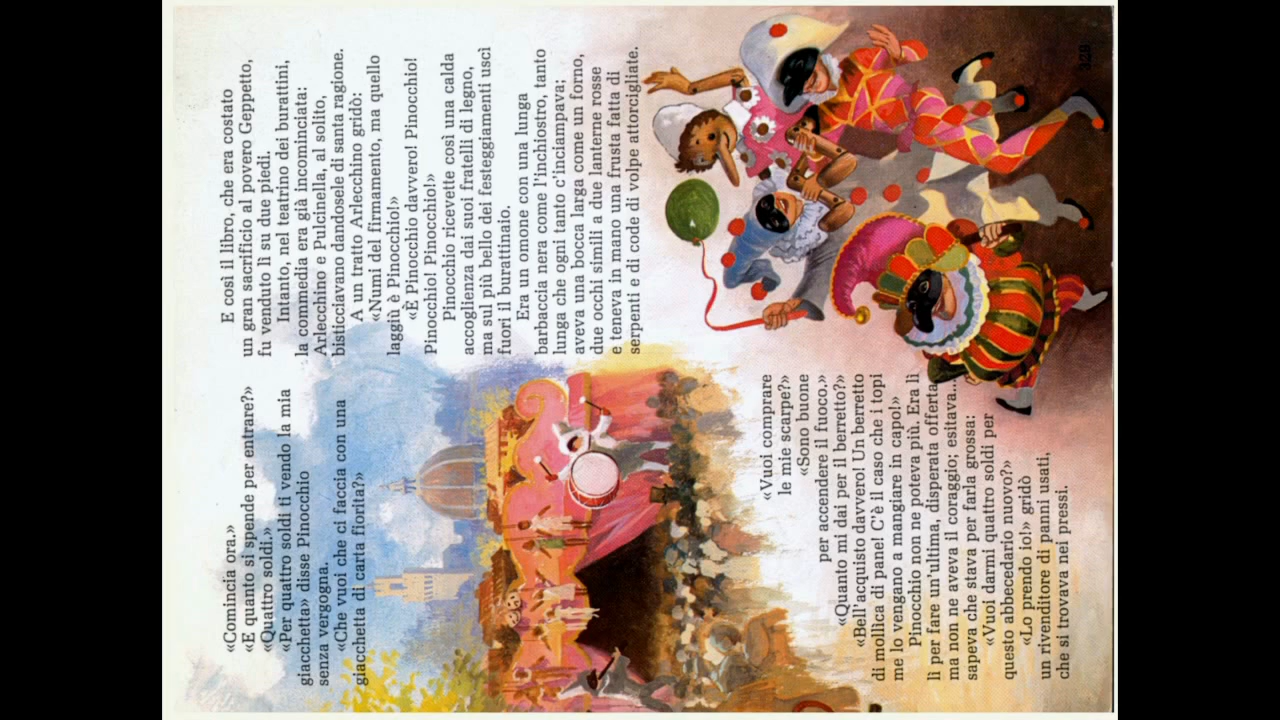 «Comincia ora.»
«E quanto si spende per entrare?»
«Quattro soldi.»
«Per quattro soldi ti vendo la mia
giacchetta» disse Pinocchio
senza vergogna.
«Che vuoi che ci faccia con una
giacchetta di carta fiorita?»
«Vuoi comprare
le mie scarpe?»
«Sono buone
per accendere il fuoco.»
«Quanto mi dai per il berretto?»
«Bell'acquisto davvero! Un berretto
di mollica di pane! C'è il caso che i topi
me lo vengano a mangiare in capo!»
Pinocchio non ne poteva più. Era lì
lì per fare un'ultima, disperata offerta,
ma non ne aveva il coraggio; esitava...
sapeva che stava per farla grossa:
«Vuoi darmi quattro soldi per
questo abbecedario nuovo?»
«Lo prendo io!» gridò
un rivenditore di panni usati,
che si trovava nei pressi.
E così il libro, che era costato
un gran sacrificio al povero Geppetto,
fu venduto lì su due piedi.
Intanto, nel teatrino dei burattini,
la commedia era già incominciata:
Arlecchino e Pulcinella, al solito,
bisticciavano dandosele di santa ragione.
A un tratto Arlecchino gridò:
«Numi del firmamento, ma quello
laggiù è Pinocchio!»
«È Pinocchio davvero! Pinocchio!
Pinocchio! Pinocchio!»
Pinocchio ricevette così una calda
accoglienza dai suoi fratelli di legno,
ma sul più bello dei festeggiamenti uscì
fuori il burattinaio.
Era un omone con una lunga
barbaccia nera come l'inchiostro, tanto
lunga che ogni tanto c'inciampava;
aveva una bocca larga come un forno,
due occhi simili a due lanterne rosse
e teneva in mano una frusta fatta di
serpenti e di code di volpe attorcigliate.
329